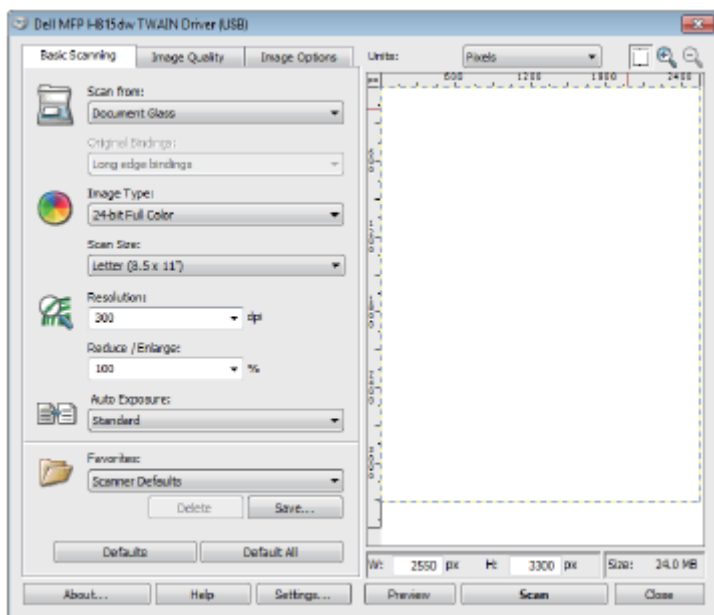 Dell MFP H815dw TWAIN Driver (USB)
Basic Scanning
Image Quality
Image Options
Units:
Pixels
px
600
1200
1800
2400
Scan from:
Document Glass
Original Bindings:
Long edge bindings
Image Type:
24-bit Full Color
Scan Size:
Letter (8.5 x 11")
Resolution:
300
dpi
Reduce / Enlarge:
100
%
Auto Exposure:
Standard
Favorites:
Scanner Defaults
Delete
Save...
Defaults
Default All
W: 2550 px H: 3300 px Size: 24.0 MB
About...
Help
Settings...
Preview
Scan
Close